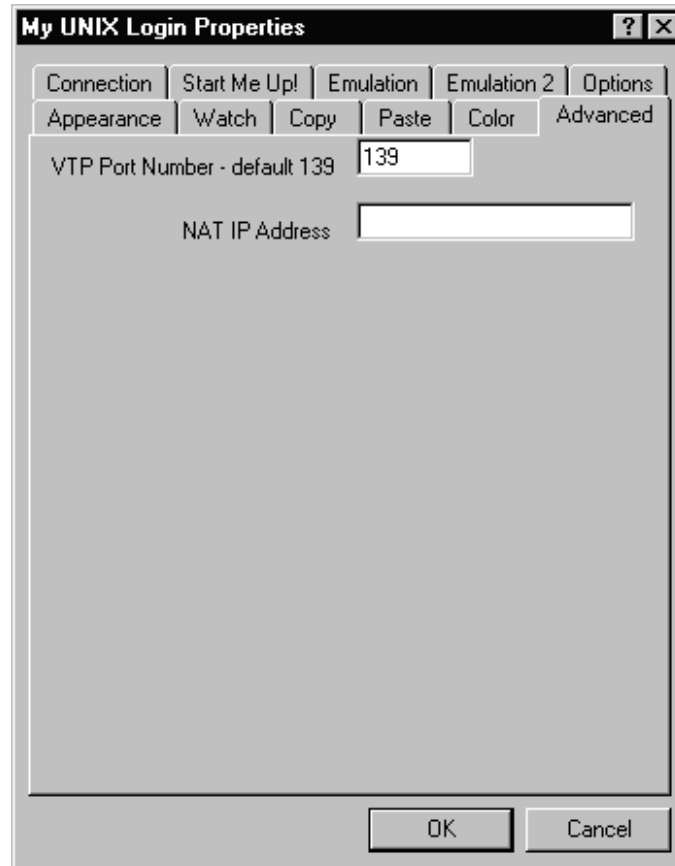 My UNIX Login Properties ? ×
Connection Start Me Up! Emulation Emulation 2 Options
Appearance Watch Copy Paste Color Advanced
VTP Port Number - default 139 139
NAT IP Address
OK Cancel